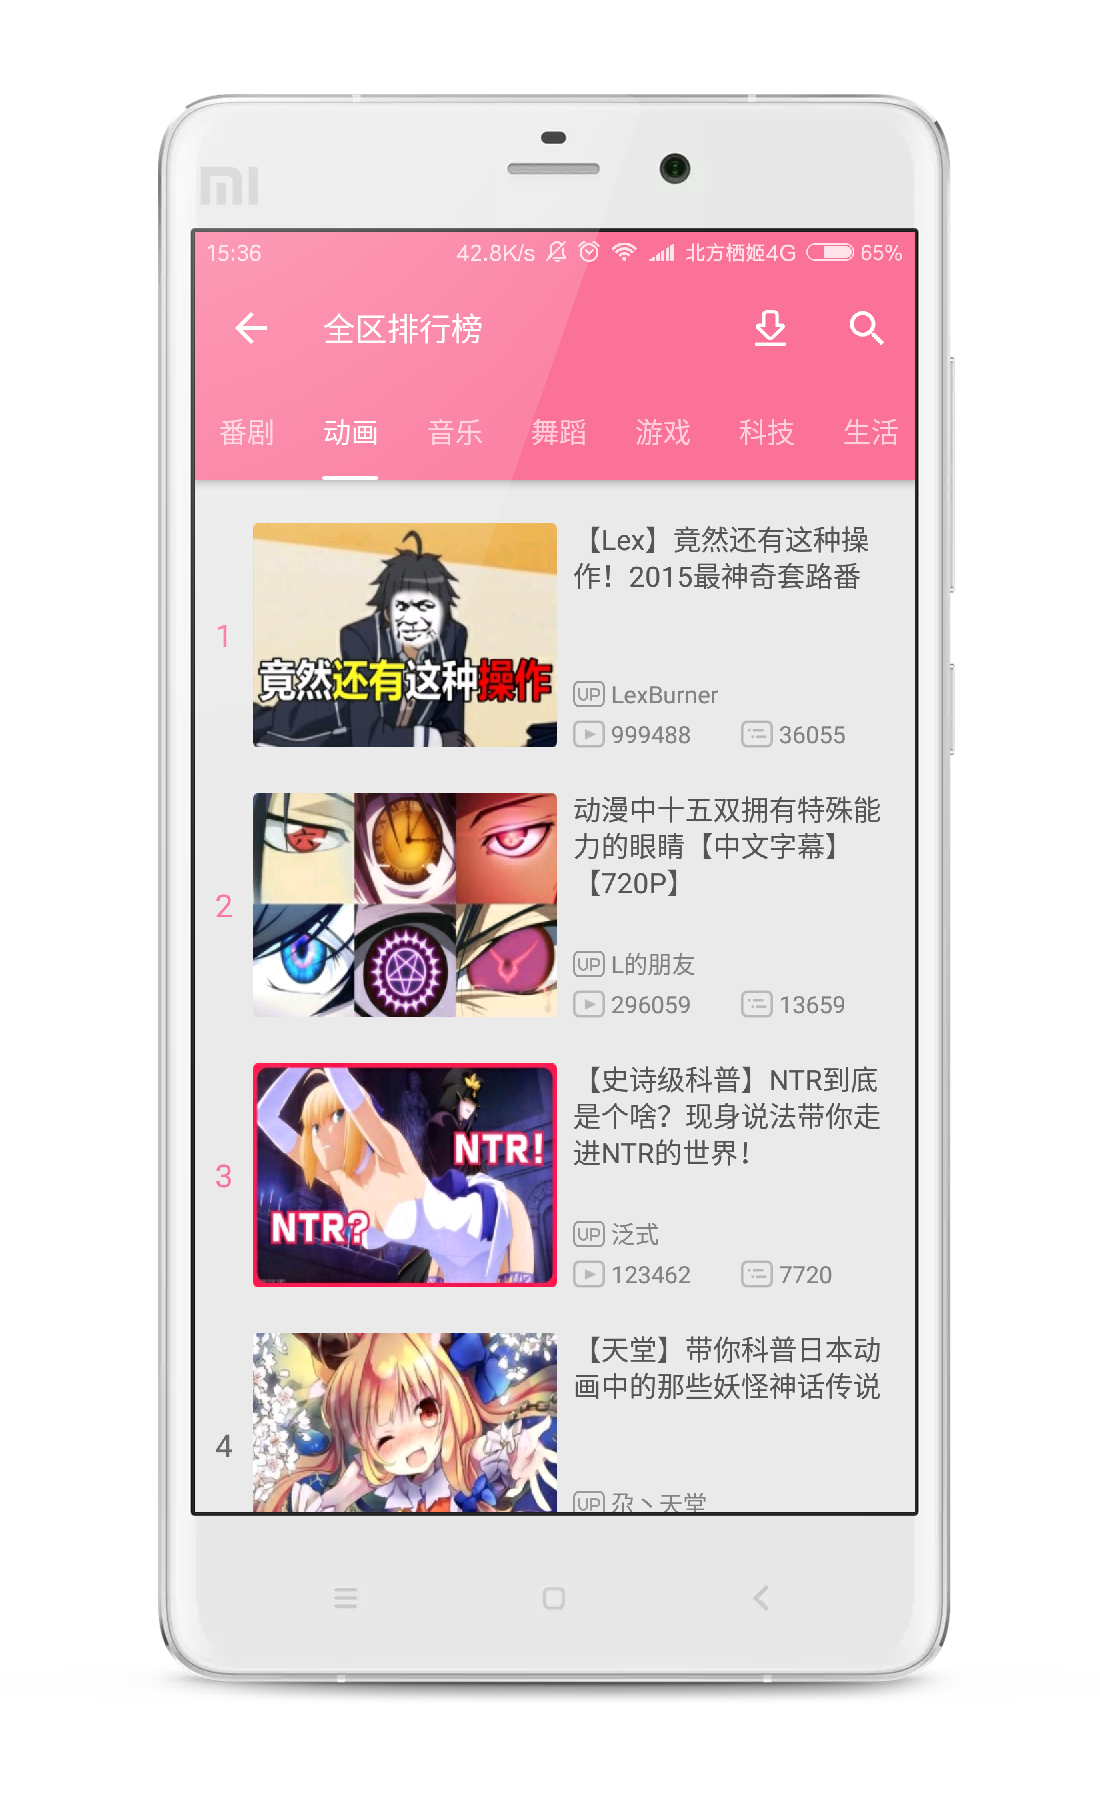 MI
15:36 42.8K/s 北方栖姬4G 65%
全区排行榜
番剧 动画 音乐 舞蹈 游戏 科技 生活
1
竟然还有这种操作
【Lex】竟然还有这种操
作！2015最神奇套路番
UP LexBurner
999488 36055
2
动漫中十五双拥有特殊能
力的眼睛【中文字幕】
【720P】
UP L的朋友
296059 13659
3
NTR!
NTR?
【史诗级科普】NTR到底
是个啥？现身说法带你走
进NTR的世界！
UP 泛式
123462 7720
4
【天堂】带你科普日本动
画中的那些妖怪神话传说
UP 尕丶天堂